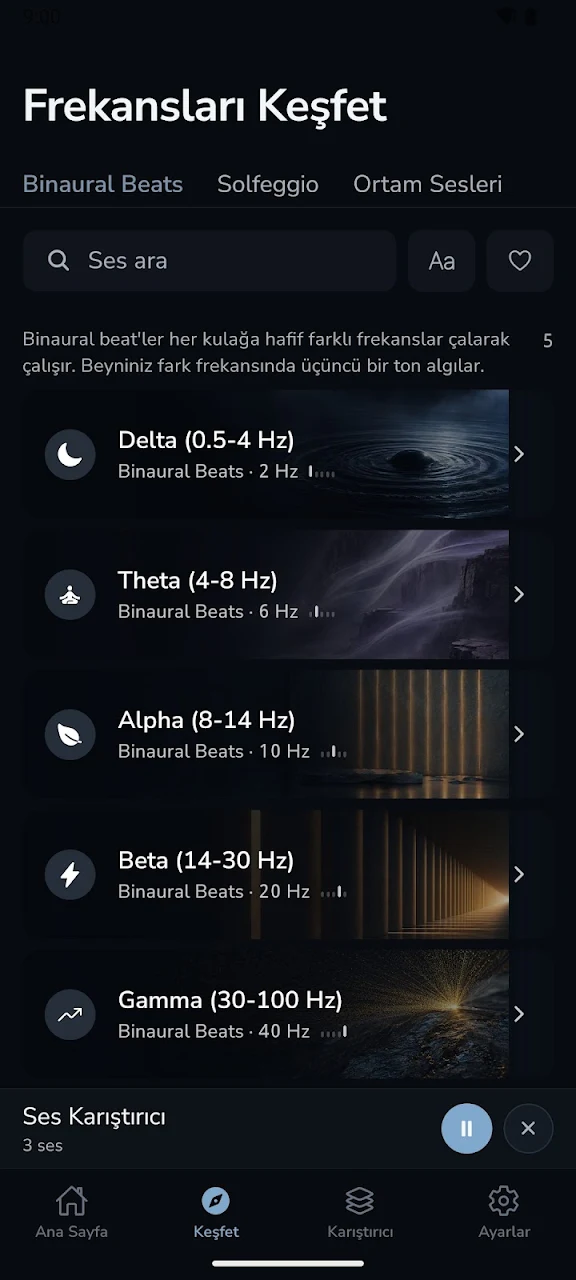 9:00
Frekansları Keşfet
Binaural Beats Solfeggio Ortam Sesleri
Ses ara Aa
Binaural beat'ler her kulağa hafif farklı frekanslar çalarak 5
çalışır. Beyniniz fark frekansında üçüncü bir ton algılar.
Delta (0.5-4 Hz)
Binaural Beats · 2 Hz
Theta (4-8 Hz)
Binaural Beats · 6 Hz
Alpha (8-14 Hz)
Binaural Beats · 10 Hz
Beta (14-30 Hz)
Binaural Beats · 20 Hz
Gamma (30-100 Hz)
Binaural Beats · 40 Hz
Ses Karıştırıcı
3 ses
Ana Sayfa Keşfet Karıştırıcı Ayarlar